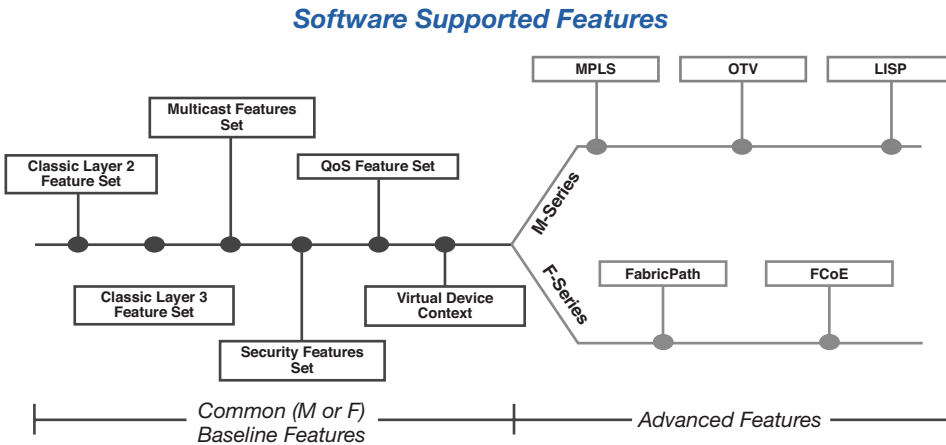 Software Supported Features
MPLS
OTV
LISP
Multicast Features
Set
Classic Layer 2
Feature Set
QoS Feature Set
M-Series
F-Series
FabricPath
FCoE
Classic Layer 3
Feature Set
Virtual Device
Context
Security Features
Set
Common (M or F)
Baseline Features
Advanced Features